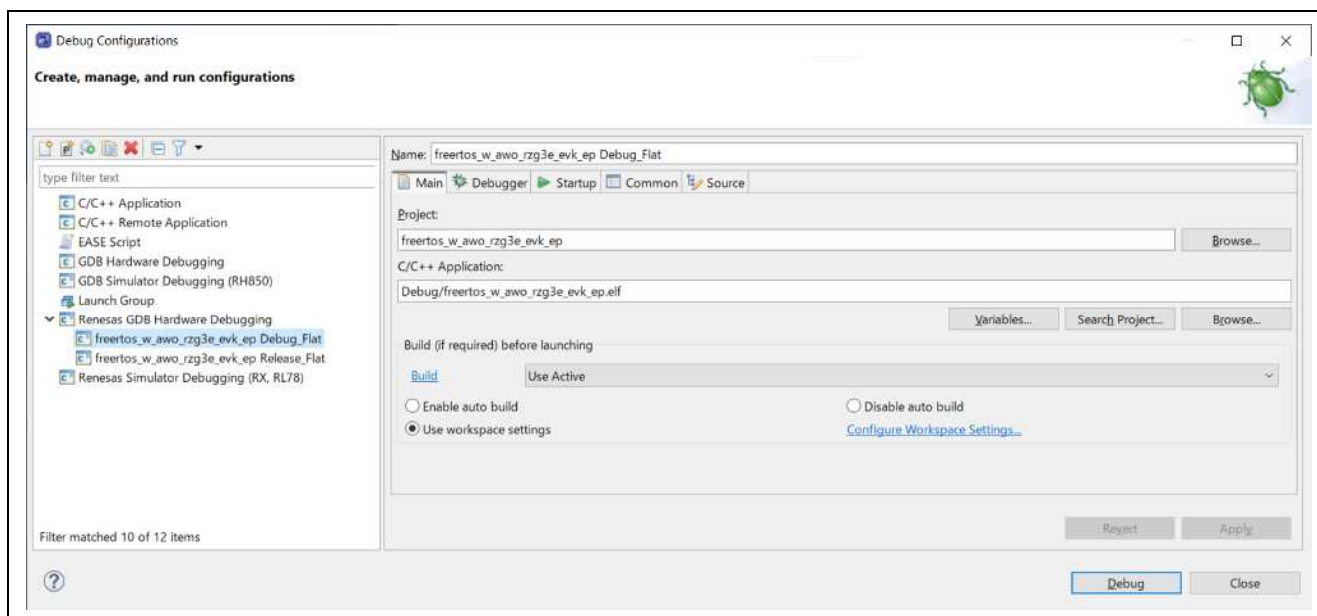 Debug Configurations
Create, manage, and run configurations
type filter text
C/C++ Application
C/C++ Remote Application
EASE Script
GDB Hardware Debugging
GDB Simulator Debugging (RH850)
Launch Group
Renesas GDB Hardware Debugging
freertos_w_awo_rzg3e_evk_ep Debug_Flat
freertos_w_awo_rzg3e_evk_ep Release_Flat
Renesas Simulator Debugging (RX, RL78)
Filter matched 10 of 12 items
Name: freertos_w_awo_rzg3e_evk_ep Debug_Flat
Main Debugger Startup Common Source
Project:
freertos_w_awo_rzg3e_evk_ep Browse...
C/C++ Application:
Debug/freertos_w_awo_rzg3e_evk_ep.elf
Variables... Search Project... Browse...
Build (if required) before launching
Build Use Active
Enable auto build Disable auto build
Use workspace settings Configure Workspace Settings...
Revert Apply
Debug Close